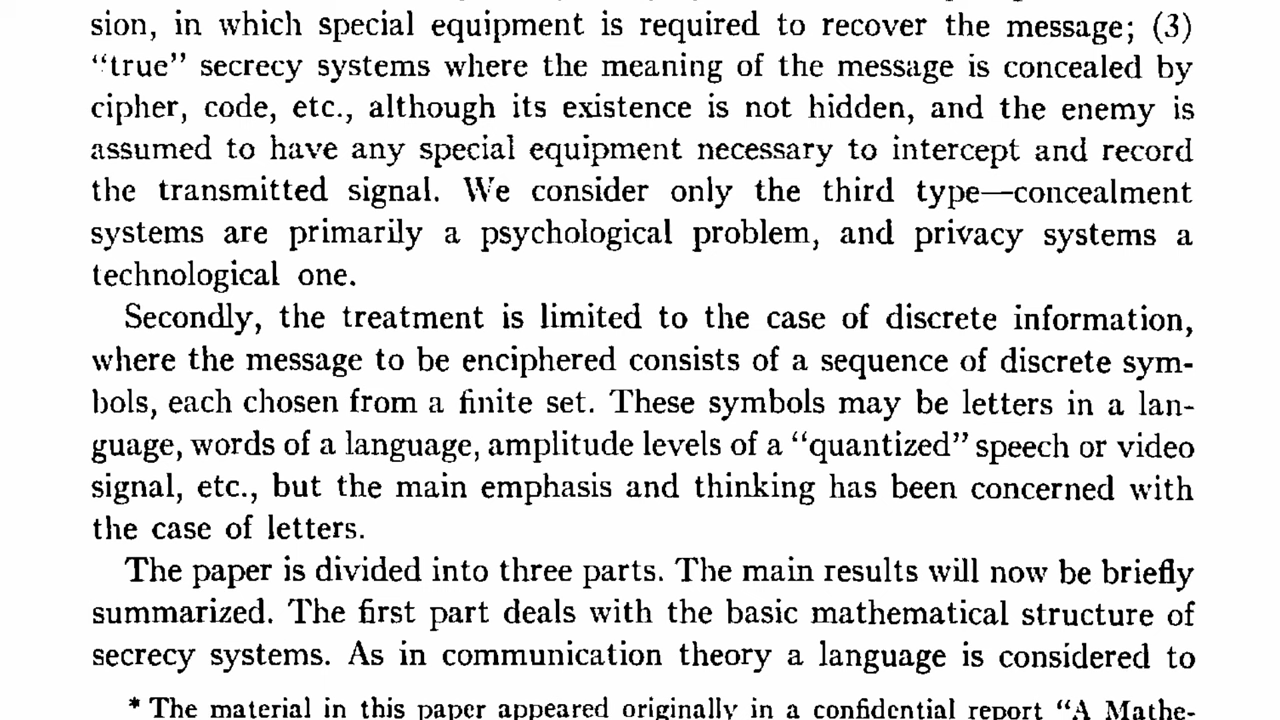 sion, in which special equipment is required to recover the message; (3)
“true” secrecy systems where the meaning of the message is concealed by
cipher, code, etc., although its existence is not hidden, and the enemy is
assumed to have any special equipment necessary to intercept and record
the transmitted signal. We consider only the third type—concealment
systems are primarily a psychological problem, and privacy systems a
technological one.
Secondly, the treatment is limited to the case of discrete information,
where the message to be enciphered consists of a sequence of discrete sym-
bols, each chosen from a finite set. These symbols may be letters in a lan-
guage, words of a language, amplitude levels of a “quantized” speech or video
signal, etc., but the main emphasis and thinking has been concerned with
the case of letters.
The paper is divided into three parts. The main results will now be briefly
summarized. The first part deals with the basic mathematical structure of
secrecy systems. As in communication theory a language is considered to
* The material in this paper appeared originally in a confidential report “A Mathe-